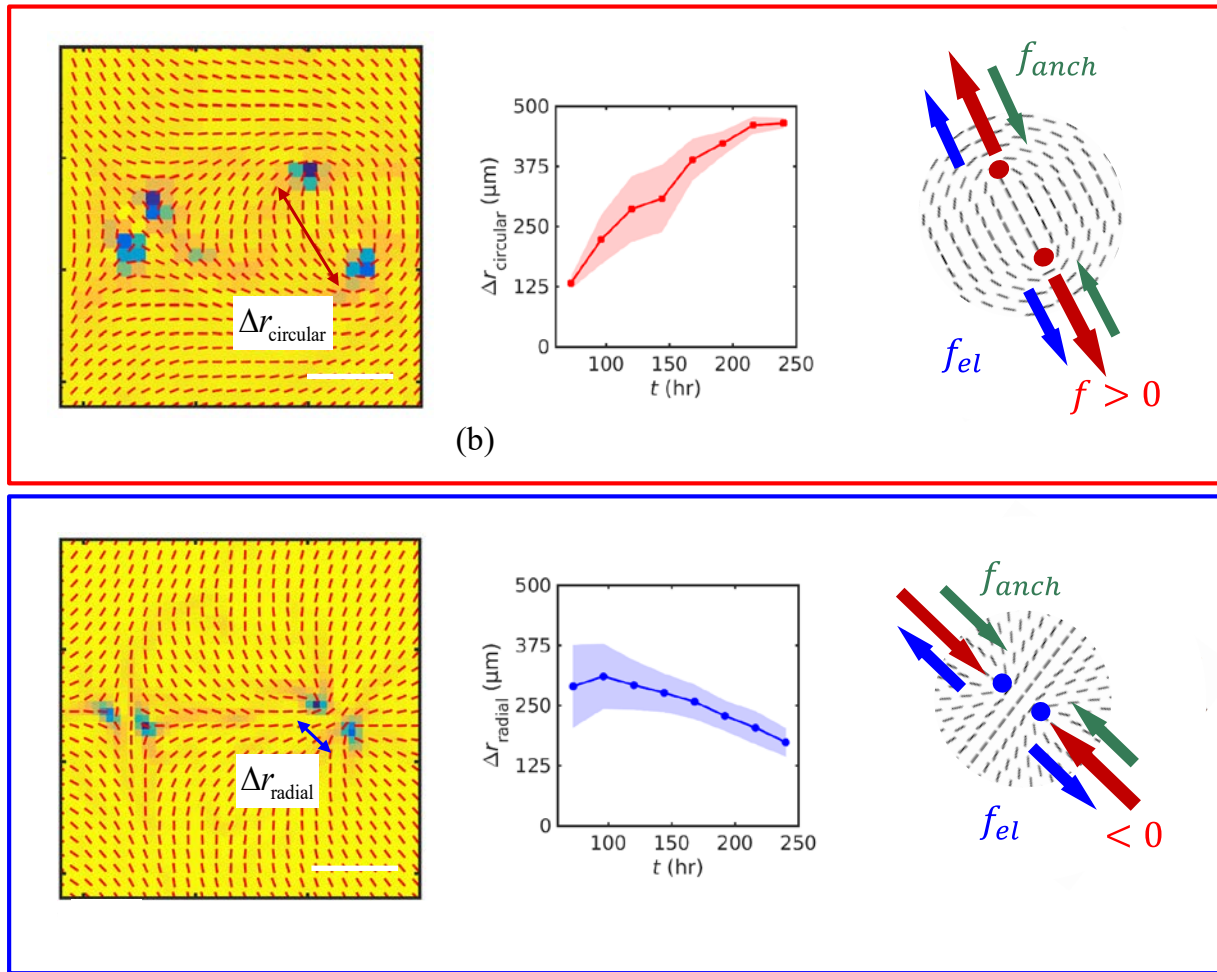 Δr_circular
500
375
250
125
0
Δr_circular (µm)
100 150 200 250
t (hr)
f_anch
f_el
f > 0
(b)
Δr_radial
500
375
250
125
0
Δr_radial (µm)
100 150 200 250
t (hr)
f_anch
f_el
< 0